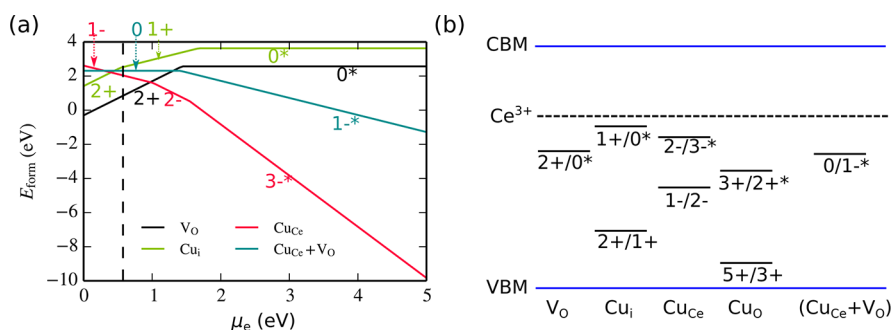 (a)
1-
0
1+
4
2
0
−2
−4
−6
−8
−10
E_form (eV)
0*
0*
2+
2+
2-
1-*
3-*
V_O
Cu_i
Cu_Ce
Cu_Ce+V_O
0 1 2 3 4 5
μ_e (eV)
(b)
CBM
Ce³⁺
1+/0*
2+/0*
2-/3-*
0/1-*
3+/2+*
1-/2-
2+/1+
5+/3+
VBM
V_O Cu_i Cu_Ce Cu_O (Cu_Ce+V_O)